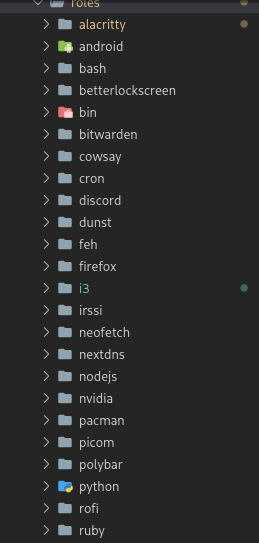 roles
alacritty
android
bash
betterlockscreen
bin
bitwarden
cowsay
cron
discord
dunst
feh
firefox
i3
irssi
neofetch
nextdns
nodejs
nvidia
pacman
picom
polybar
python
rofi
ruby